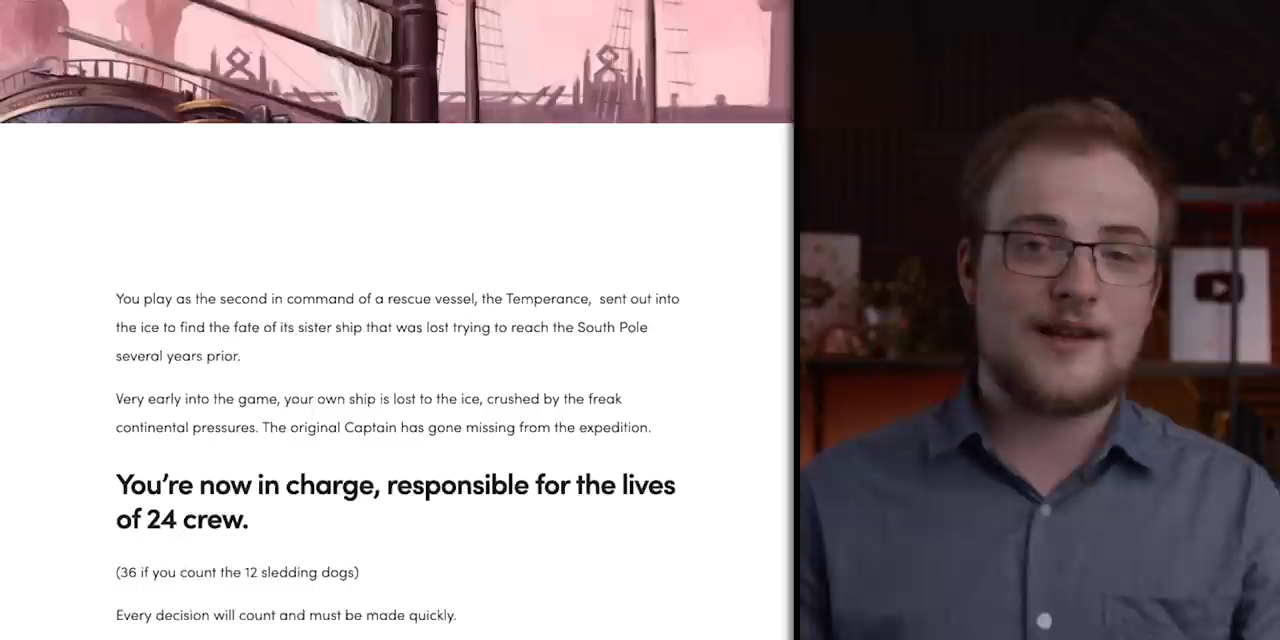 You play as the second in command of a rescue vessel, the Temperance,  sent out into
the ice to find the fate of its sister ship that was lost trying to reach the South Pole
several years prior.
Very early into the game, your own ship is lost to the ice, crushed by the freak
continental pressures. The original Captain has gone missing from the expedition.
You’re now in charge, responsible for the lives
of 24 crew.
(36 if you count the 12 sledding dogs)
Every decision will count and must be made quickly.